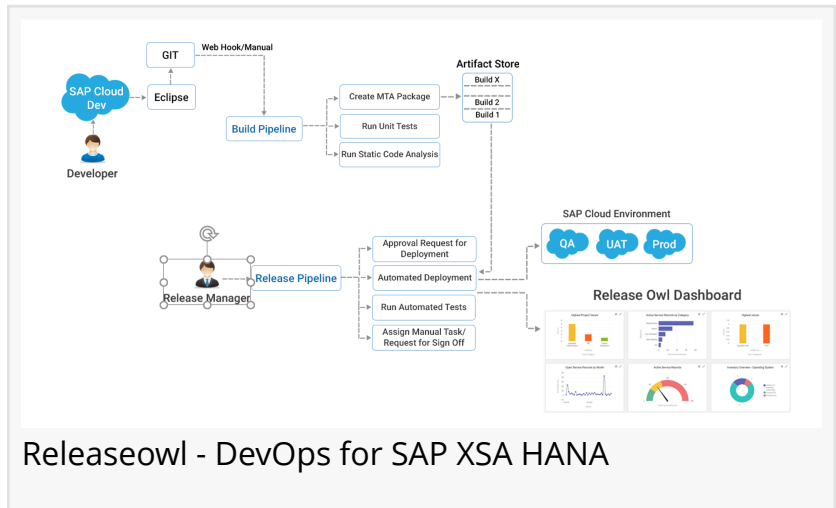 GIT
Web Hook/Manual
SAP Cloud
Dev
Eclipse
Developer
Build Pipeline
Create MTA Package
Run Unit Tests
Run Static Code Analysis
Artifact Store
Build X
Build 2
Build 1
SAP Cloud Environment
QA
UAT
Prod
Release Manager
Release Pipeline
Approval Request for
Deployment
Automated Deployment
Run Automated Tests
Assign Manual Task/
Request for Sign Off
Release Owl Dashboard
Releaseowl - DevOps for SAP XSA HANA